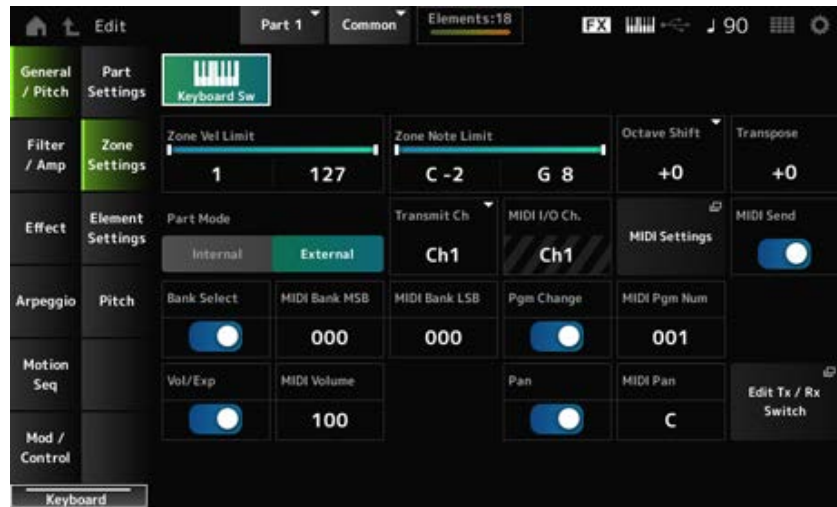 Edit
Part 1
Common
Elements:18
FX
90
General / Pitch
Part Settings
Keyboard Sw
Filter / Amp
Zone Settings
Zone Vel Limit
1
127
Zone Note Limit
C -2
G 8
Octave Shift
+0
Transpose
+0
Effect
Element Settings
Part Mode
Internal
External
Transmit Ch
Ch1
MIDI I/O Ch.
Ch1
MIDI Settings
MIDI Send
Arpeggio
Pitch
Bank Select
MIDI Bank MSB
000
MIDI Bank LSB
000
Pgm Change
MIDI Pgm Num
001
Motion Seq
Vol/Exp
MIDI Volume
100
Pan
MIDI Pan
C
Edit Tx / Rx Switch
Mod / Control
Keyboard